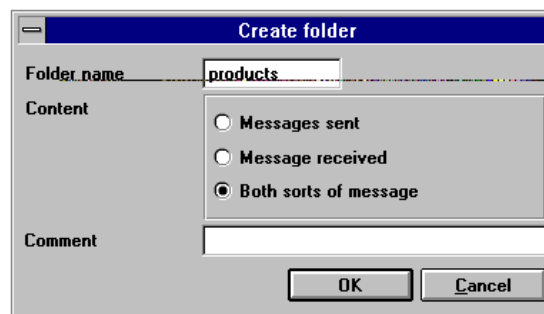 Create folder
Folder name products
Content
Messages sent
Message received
Both sorts of message
Comment
OK Cancel